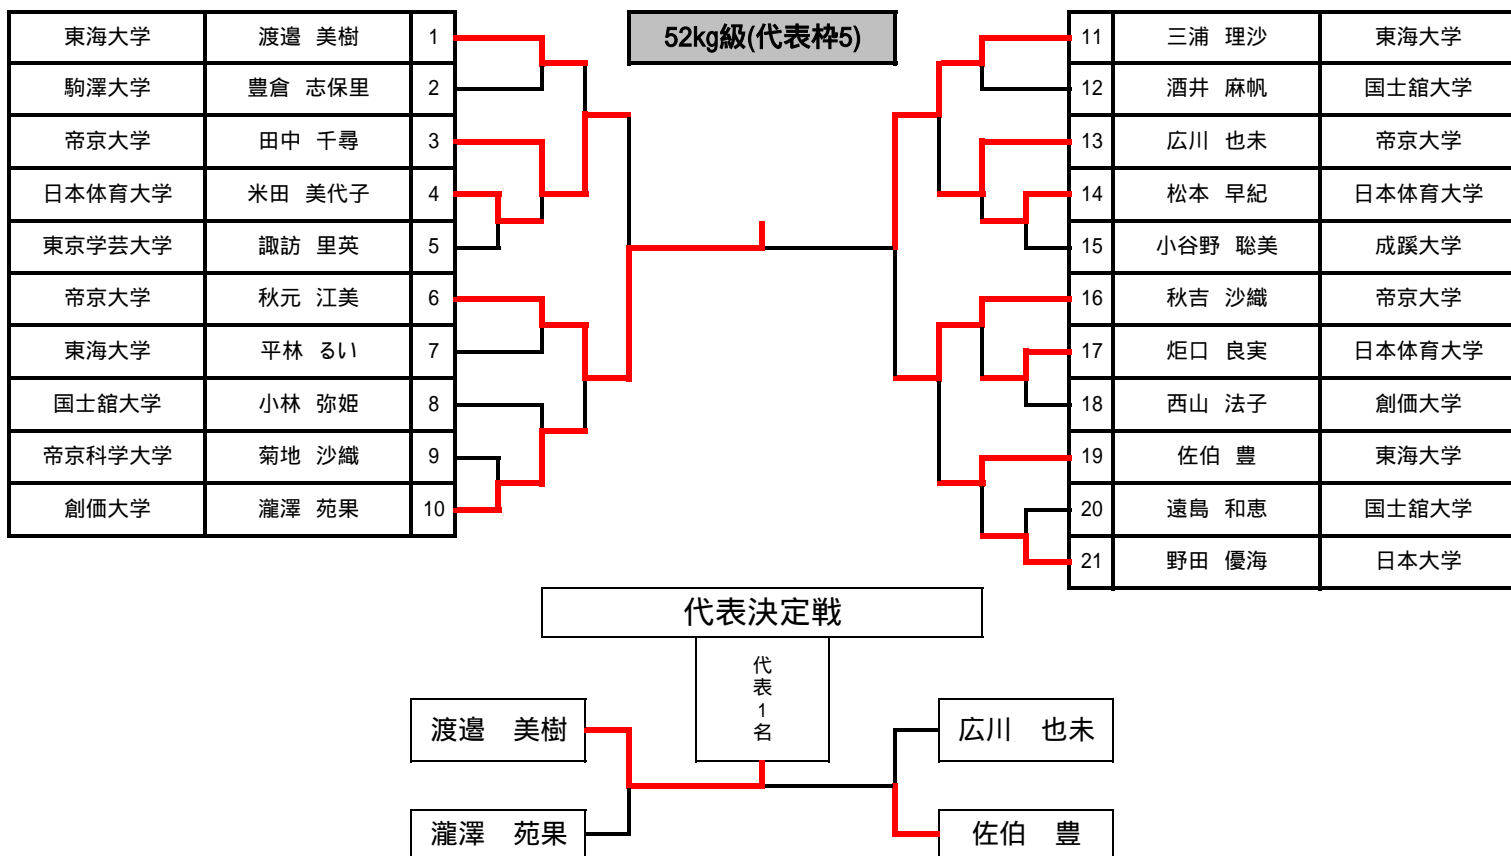 52kg級(代表枠5)
東海大学 渡邉 美樹 1
駒澤大学 豊倉 志保里 2
帝京大学 田中 千尋 3
日本体育大学 米田 美代子 4
東京学芸大学 諏訪 里英 5
帝京大学 秋元 江美 6
東海大学 平林 るい 7
国士舘大学 小林 弥姫 8
帝京科学大学 菊地 沙織 9
創価大学 瀧澤 苑果 10
11 三浦 理沙 東海大学
12 酒井 麻帆 国士舘大学
13 広川 也未 帝京大学
14 松本 早紀 日本体育大学
15 小谷野 聡美 成蹊大学
16 秋吉 沙織 帝京大学
17 炬口 良実 日本体育大学
18 西山 法子 創価大学
19 佐伯 豊 東海大学
20 遠島 和恵 国士舘大学
21 野田 優海 日本大学
代表決定戦
代表1名
渡邉 美樹
広川 也未
瀧澤 苑果
佐伯 豊